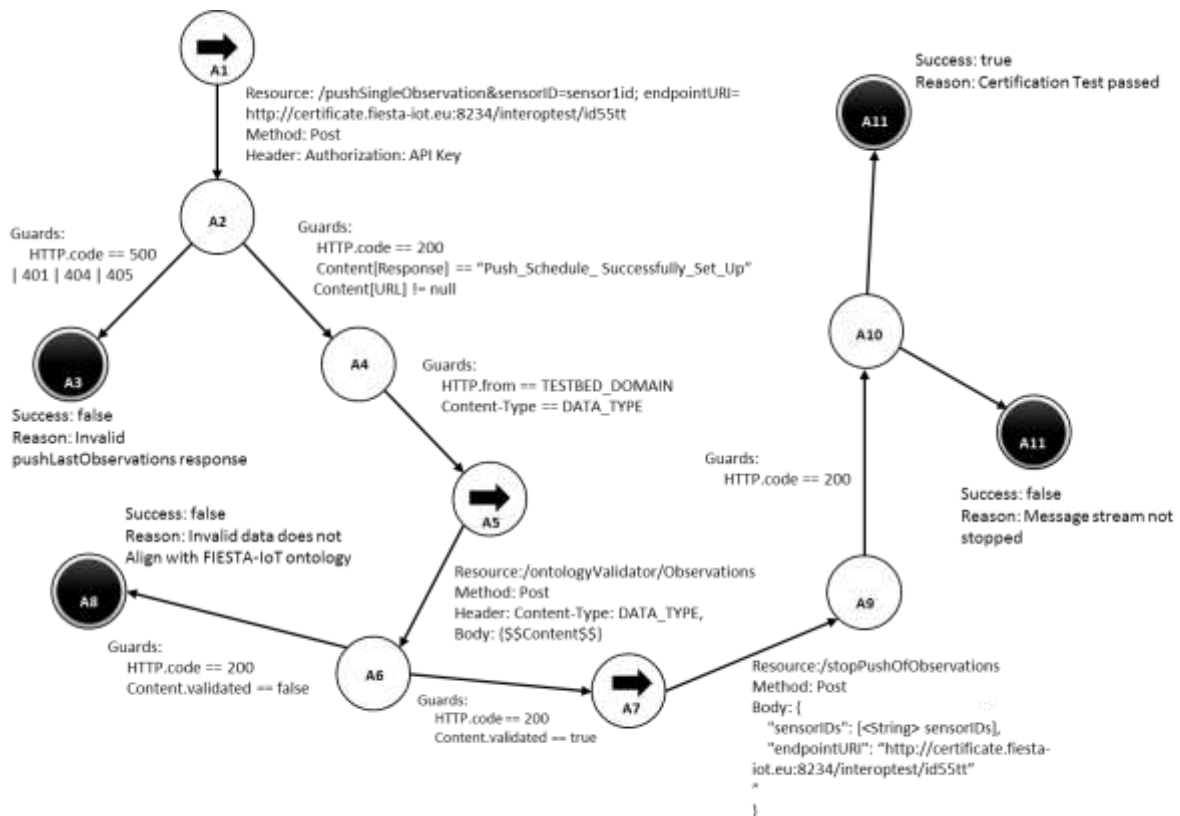 A1
Resource: /pushSingleObservation&sensorID=sensor1id; endpointURI=
http://certificate.fiesta-iot.eu:8234/interoptest/id55tt
Method: Post
Header: Authorization: API Key
A2
Guards:
HTTP.code == 500
| 401 | 404 | 405
Guards:
HTTP.code == 200
Content[Response] == “Push_Schedule_ Successfully_Set_Up”
Content[URL] != null
A3
Success: false
Reason: Invalid
pushLastObservations response
A4
Guards:
HTTP.from == TESTBED_DOMAIN
Content-Type == DATA_TYPE
A5
Success: false
Reason: Invalid data does not
Align with FIESTA-IoT ontology
A8
Resource:/ontologyValidator/Observations
Method: Post
Header: Content-Type: DATA_TYPE,
Body: {$$Content$$}
Guards:
HTTP.code == 200
Content.validated == false
A6
Guards:
HTTP.code == 200
Content.validated == true
A7
Resource:/stopPushOfObservations
Method: Post
Body: {
"sensorIDs": [<String> sensorIDs],
"endpointURI": “http://certificate.fiesta-
iot.eu:8234/interoptest/id55tt”
”
}
A9
Guards:
HTTP.code == 200
A10
A11
Success: false
Reason: Message stream not
stopped
A11
Success: true
Reason: Certification Test passed